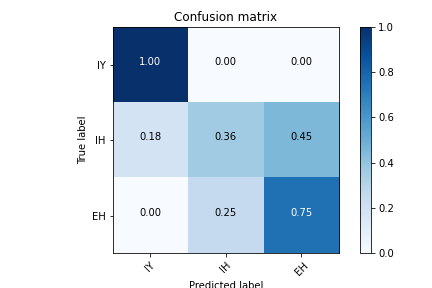 Confusion matrix
IY 1.00 0.00 0.00
IH 0.18 0.36 0.45
EH 0.00 0.25 0.75
IY IH EH
True label
Predicted label
1.0
0.8
0.6
0.4
0.2
0.0